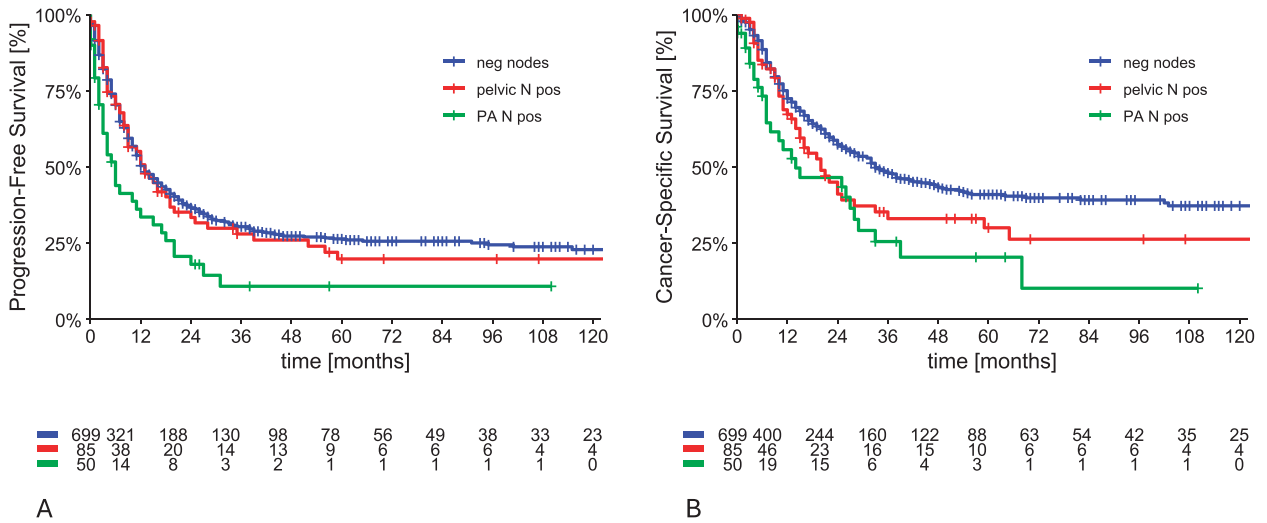 Progression-Free Survival [%]
100%
75%
50%
25%
0%
neg nodes
pelvic N pos
PA N pos
0 12 24 36 48 60 72 84 96 108 120
time [months]
699 321 188 130 98 78 56 49 38 33 23
85 38 20 14 13 9 6 6 6 4 4
50 14 8 3 2 1 1 1 1 1 0
A
Cancer-Specific Survival [%]
100%
75%
50%
25%
0%
neg nodes
pelvic N pos
PA N pos
0 12 24 36 48 60 72 84 96 108 120
time [months]
699 400 244 160 122 88 63 54 42 35 25
85 46 23 16 15 10 6 6 6 4 4
50 19 15 6 4 3 1 1 1 1 0
B